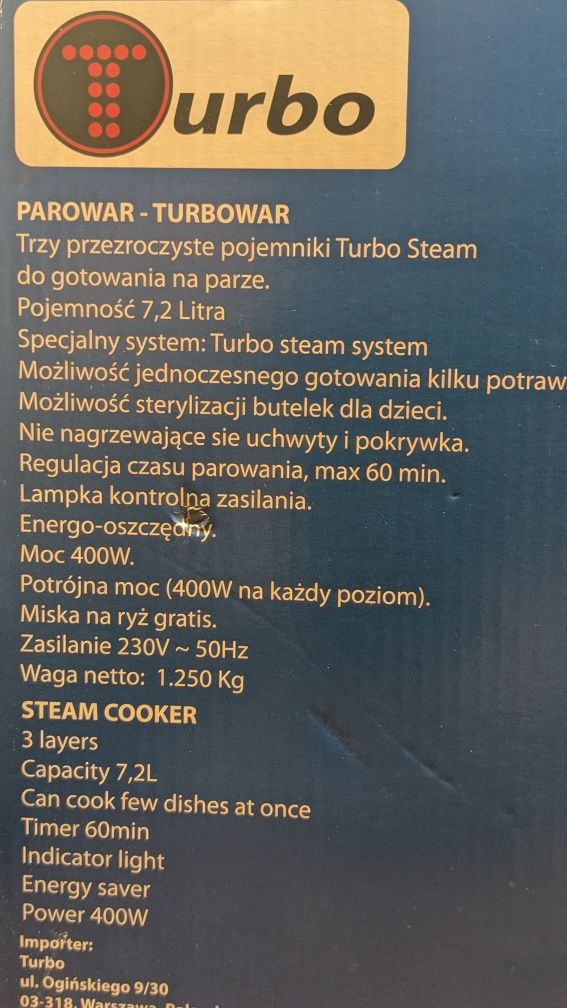 Turbo
PAROWAR - TURBOWAR
Trzy przezroczyste pojemniki Turbo Steam
do gotowania na parze.
Pojemność 7,2 Litra
Specjalny system: Turbo steam system
Możliwość jednoczesnego gotowania kilku potraw
Możliwość sterylizacji butelek dla dzieci.
Nie nagrzewające sie uchwyty i pokrywka.
Regulacja czasu parowania, max 60 min.
Lampka kontrolna zasilania.
Energo-oszczędny.
Moc 400W.
Potrójna moc (400W na każdy poziom).
Miska na ryż gratis.
Zasilanie 230V ~ 50Hz
Waga netto: 1.250 Kg
STEAM COOKER
3 layers
Capacity 7,2L
Can cook few dishes at once
Timer 60min
Indicator light
Energy saver
Power 400W
Importer:
Turbo
ul. Ogińskiego 9/30
03-318, Warszawa,